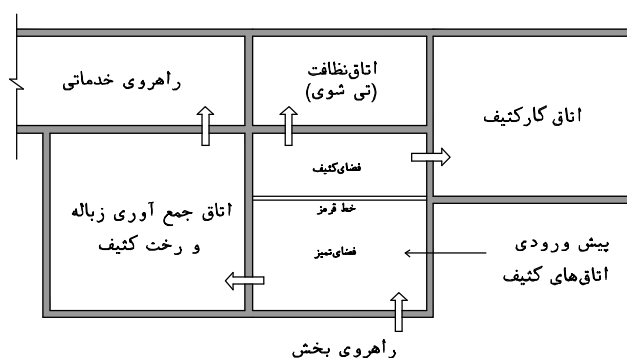 راهروی خدماتی
اتاق‌نظافت
(تی شوی)
اتاق کارکثیف
فضای‌کثیف
خط قرمز
فضای‌تمیز
اتاق جمع آوری زباله
و رخت کثیف
پیش ورودی
اتاق‌های کثیف
راهروی بخش